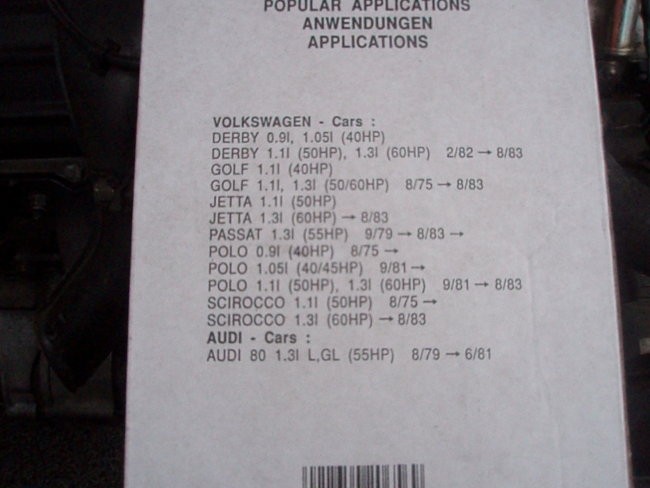 POPULAR APPLICATIONS
ANWENDUNGEN
APPLICATIONS
VOLKSWAGEN - Cars :
DERBY 0.9l, 1.05l (40HP)
DERBY 1.1l (50HP), 1.3l (60HP) 2/82 → 8/83
GOLF 1.1l (40HP)
GOLF 1.1l, 1.3l (50/60HP) 8/75 → 8/83
JETTA 1.1l (50HP)
JETTA 1.3l (60HP) → 8/83
PASSAT 1.3l (55HP) 9/79 → 8/83 →
POLO 0.9l (40HP) 8/75 →
POLO 1.05l (40/45HP) 9/81 →
POLO 1.1l (50HP), 1.3l (60HP) 9/81 → 8/83
SCIROCCO 1.1l (50HP) 8/75 →
SCIROCCO 1.3l (60HP) → 8/83
AUDI - Cars :
AUDI 80 1.3l L,GL (55HP) 8/79 → 6/81